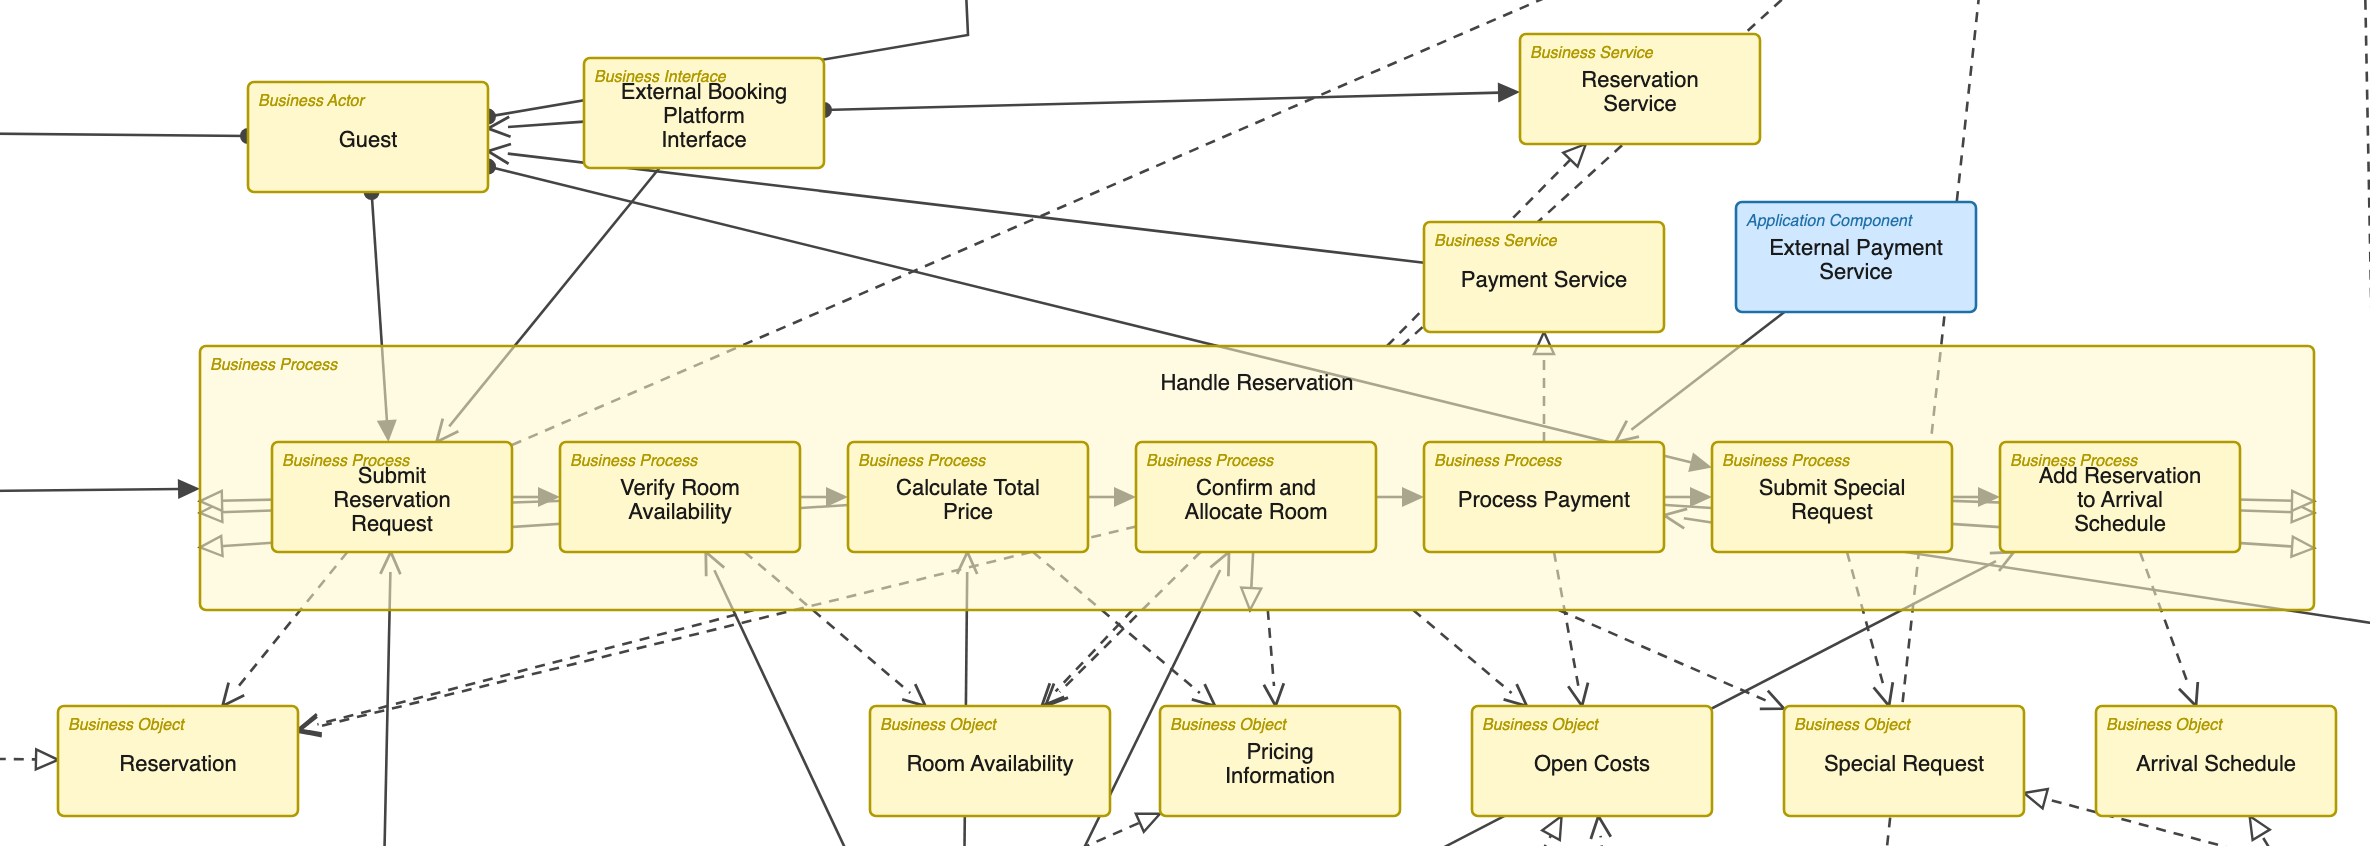 Business Service
Reservation
Service
Business Interface
External Booking
Platform
Interface
Business Actor
Guest
Application Component
External Payment
Service
Business Service
Payment Service
Business Process
Handle Reservation
Business Process
Submit
Reservation
Request
Business Process
Verify Room
Availability
Business Process
Calculate Total
Price
Business Process
Confirm and
Allocate Room
Business Process
Process Payment
Business Process
Submit Special
Request
Business Process
Add Reservation
to Arrival
Schedule
Business Object
Reservation
Business Object
Room Availability
Business Object
Pricing
Information
Business Object
Open Costs
Business Object
Special Request
Business Object
Arrival Schedule